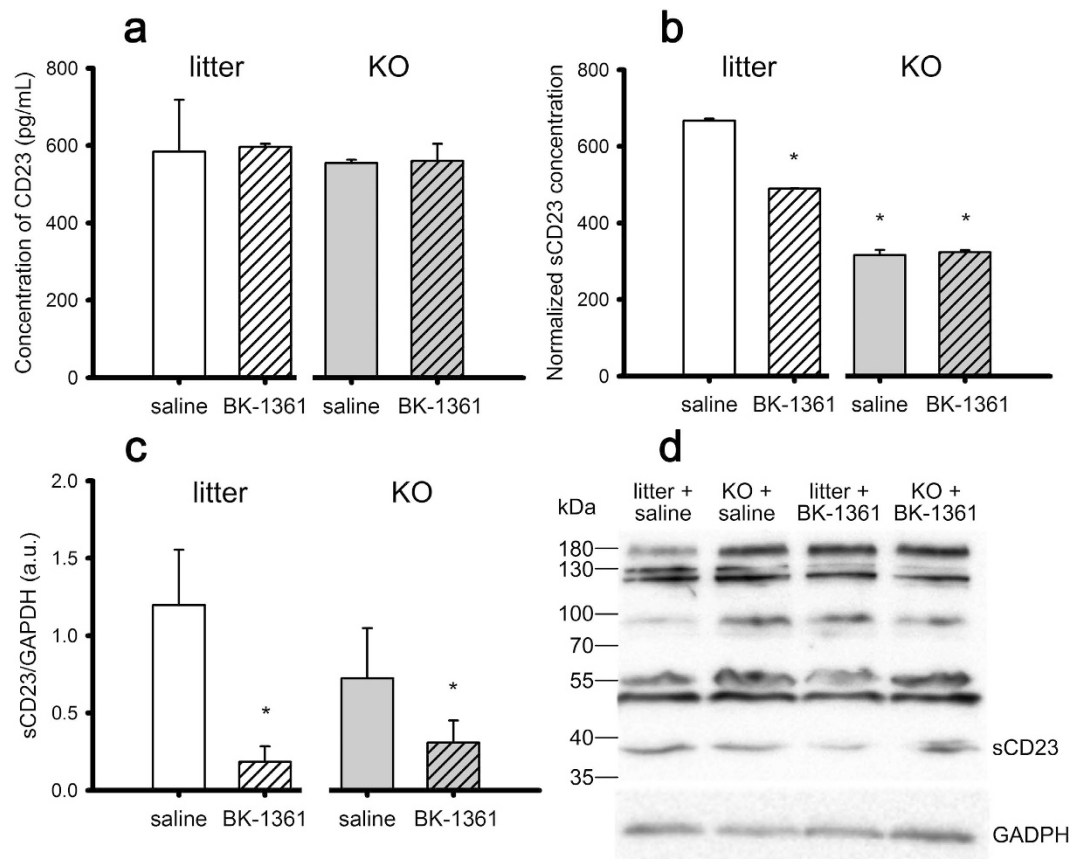 a
litter KO
Concentration of CD23 (pg/mL)
800
600
400
200
0
saline BK-1361 saline BK-1361
b
litter KO
Normalized sCD23 concentration
800
600
400
200
0
*
*
*
saline BK-1361 saline BK-1361
c
litter KO
sCD23/GAPDH (a.u.)
2.0
1.5
1.0
0.5
0.0
*
*
saline BK-1361 saline BK-1361
d
kDa
litter +
saline
KO +
saline
litter +
BK-1361
KO +
BK-1361
180
130
100
70
55
40
35
sCD23
GADPH